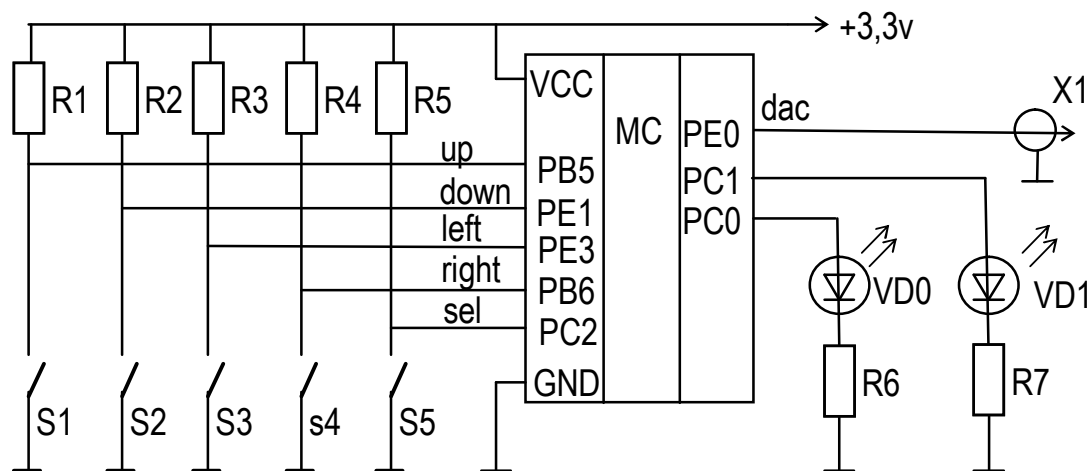 +3,3v
R1 R2 R3 R4 R5
VCC
MC
dac
X1
PE0
up
PB5
PC1
down
PE1
PC0
left
PE3
right
PB6
VD0
VD1
sel
PC2
GND
R6
R7
S1 S2 S3 s4 S5